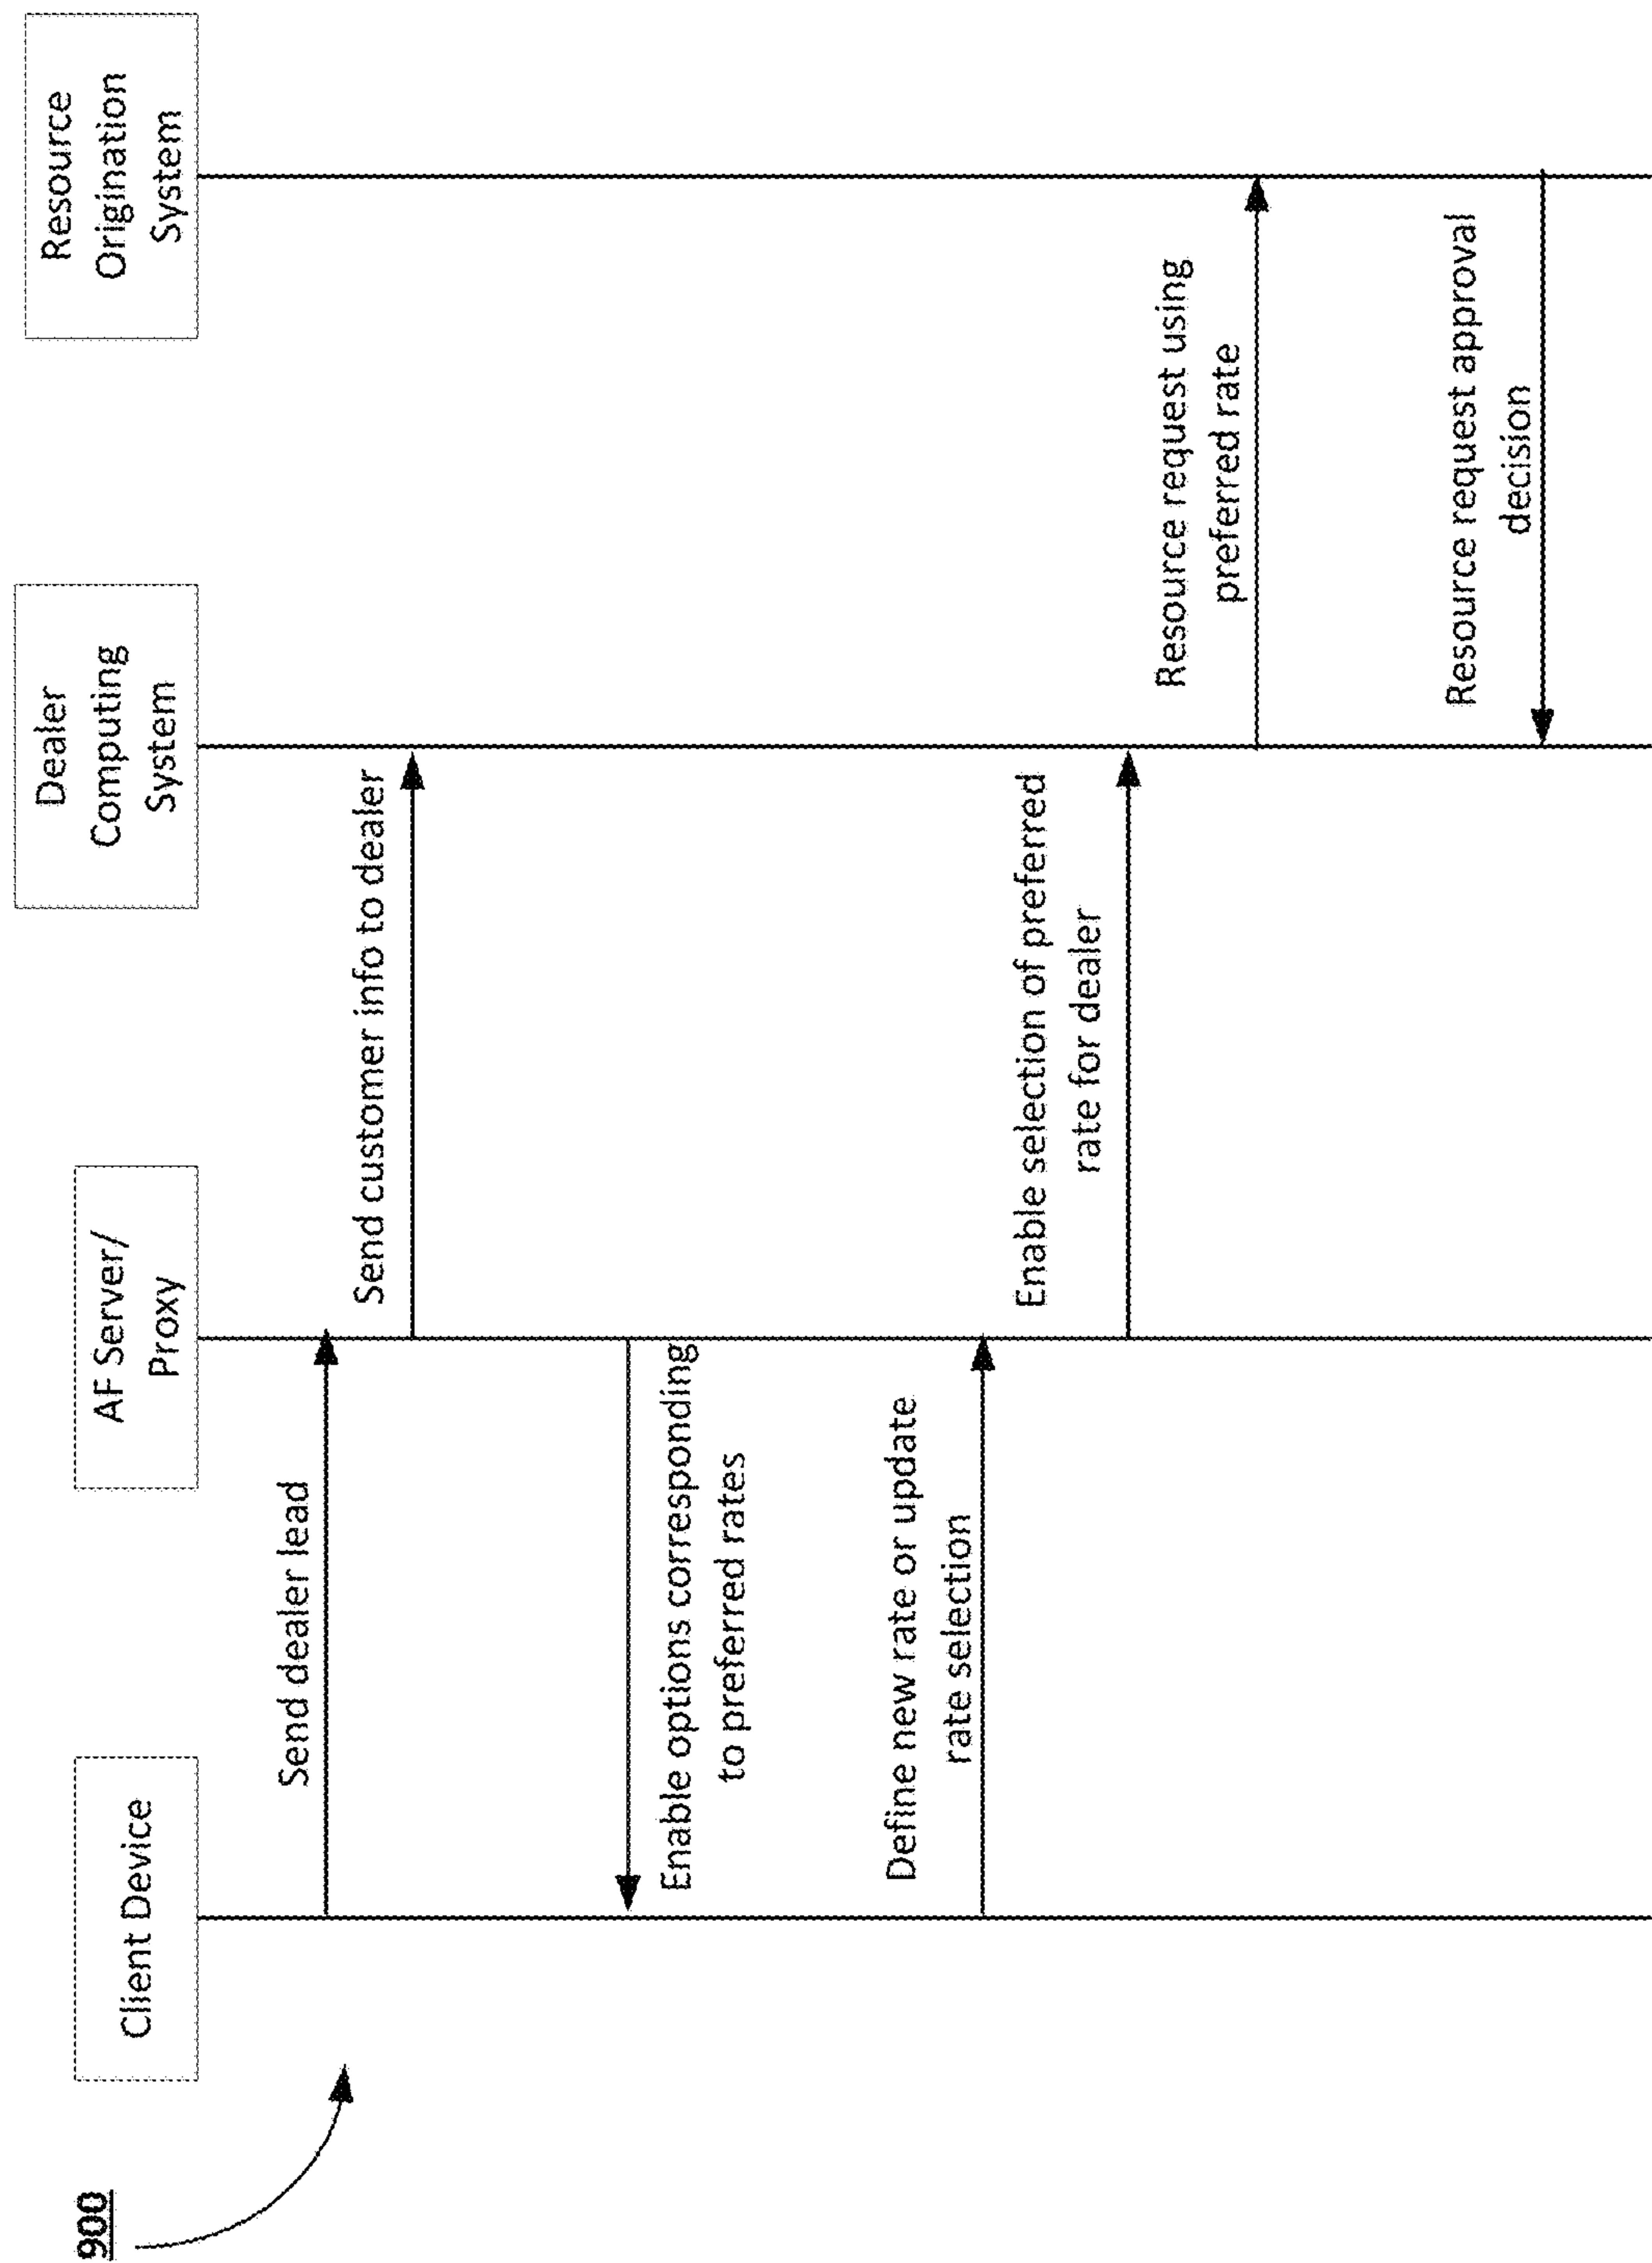 900
Client Device
AF Server/
Proxy
Dealer
Computing
System
Resource
Origination
System
Send dealer lead
Send customer info to dealer
Enable options corresponding
to preferred rates
Define new rate or update
rate selection
Enable selection of preferred
rate for dealer
Resource request using
preferred rate
Resource request approval
decision